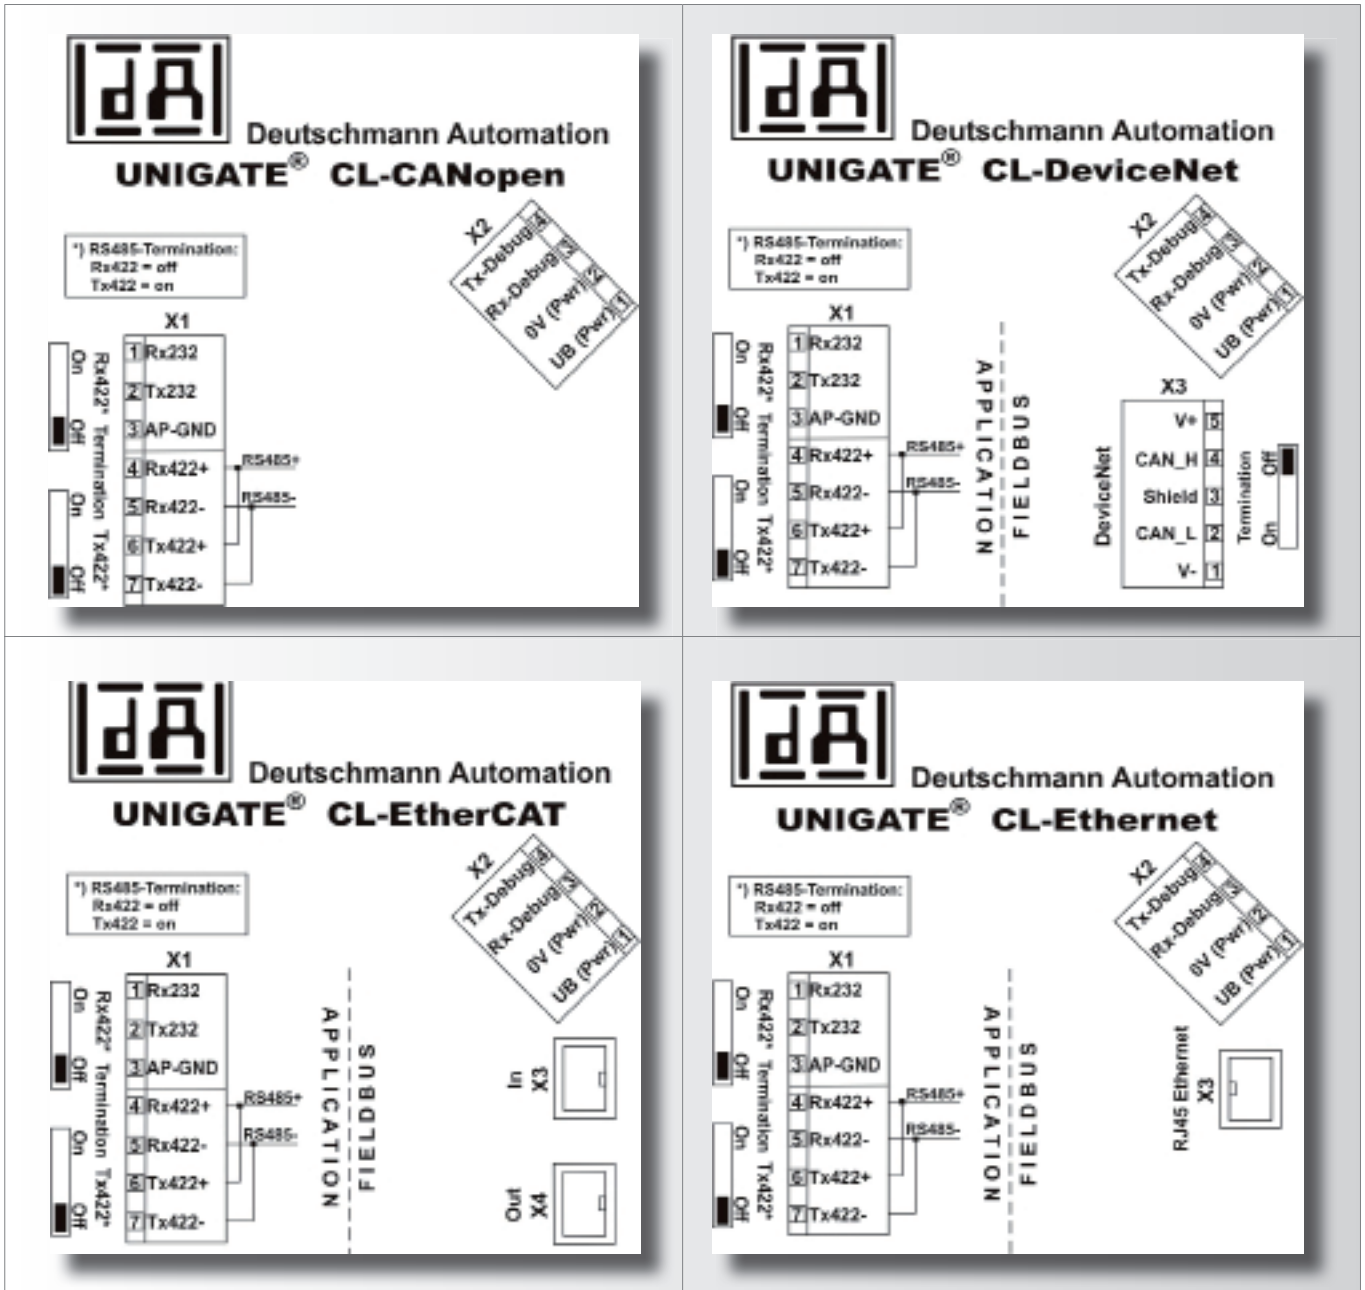 dA
Deutschmann Automation
UNIGATE® CL-CANopen
*) RS485-Termination:
Rx422 = off
Tx422 = on
X2
Tx-Debug 4
Rx-Debug 3
0V (Pwr) 2
UB (Pwr) 1
X1
1 Rx232
2 Tx232
3 AP-GND
4 Rx422+
5 Rx422-
6 Tx422+
7 Tx422-
RS485+
RS485-
On Off
Rx422* Termination Tx422*
On Off
dA
Deutschmann Automation
UNIGATE® CL-DeviceNet
*) RS485-Termination:
Rx422 = off
Tx422 = on
X2
Tx-Debug 4
Rx-Debug 3
0V (Pwr) 2
UB (Pwr) 1
X1
1 Rx232
2 Tx232
3 AP-GND
4 Rx422+
5 Rx422-
6 Tx422+
7 Tx422-
RS485+
RS485-
On Off
Rx422* Termination Tx422*
On Off
APPLICATION
FIELDBUS
X3
V+ 5
CAN_H 4
Shield 3
CAN_L 2
V- 1
DeviceNet
Termination
On Off
dA
Deutschmann Automation
UNIGATE® CL-EtherCAT
*) RS485-Termination:
Rx422 = off
Tx422 = on
X2
Tx-Debug 4
Rx-Debug 3
0V (Pwr) 2
UB (Pwr) 1
X1
1 Rx232
2 Tx232
3 AP-GND
4 Rx422+
5 Rx422-
6 Tx422+
7 Tx422-
RS485+
RS485-
On Off
Rx422* Termination Tx422*
On Off
APPLICATION
FIELDBUS
In
X3
Out
X4
dA
Deutschmann Automation
UNIGATE® CL-Ethernet
*) RS485-Termination:
Rx422 = off
Tx422 = on
X2
Tx-Debug 4
Rx-Debug 3
0V (Pwr) 2
UB (Pwr) 1
X1
1 Rx232
2 Tx232
3 AP-GND
4 Rx422+
5 Rx422-
6 Tx422+
7 Tx422-
RS485+
RS485-
On Off
Rx422* Termination Tx422*
On Off
APPLICATION
FIELDBUS
RJ45 Ethernet
X3